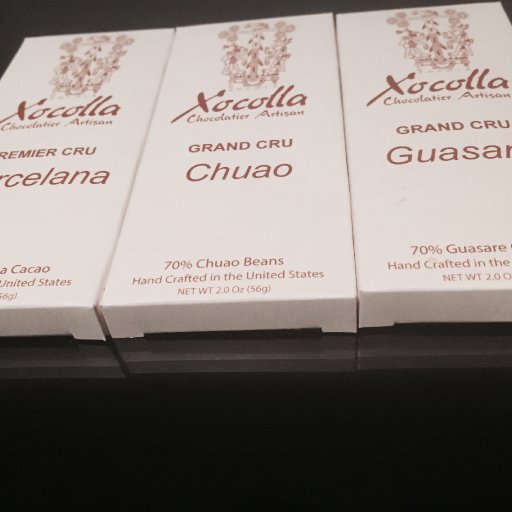 Xocolla
Chocolatier Artisan
REMIER CRU
rcelana
a Cacao
United States
56g)
Xocolla
Chocolatier Artisan
GRAND CRU
Chuao
70% Chuao Beans
Hand Crafted in the United States
NET WT 2.0 Oz (56g)
Xocolla
Chocolatier Artisan
GRAND CRU
Guasar
70% Guasare
Hand Crafted in the
NET WT 2.0 O